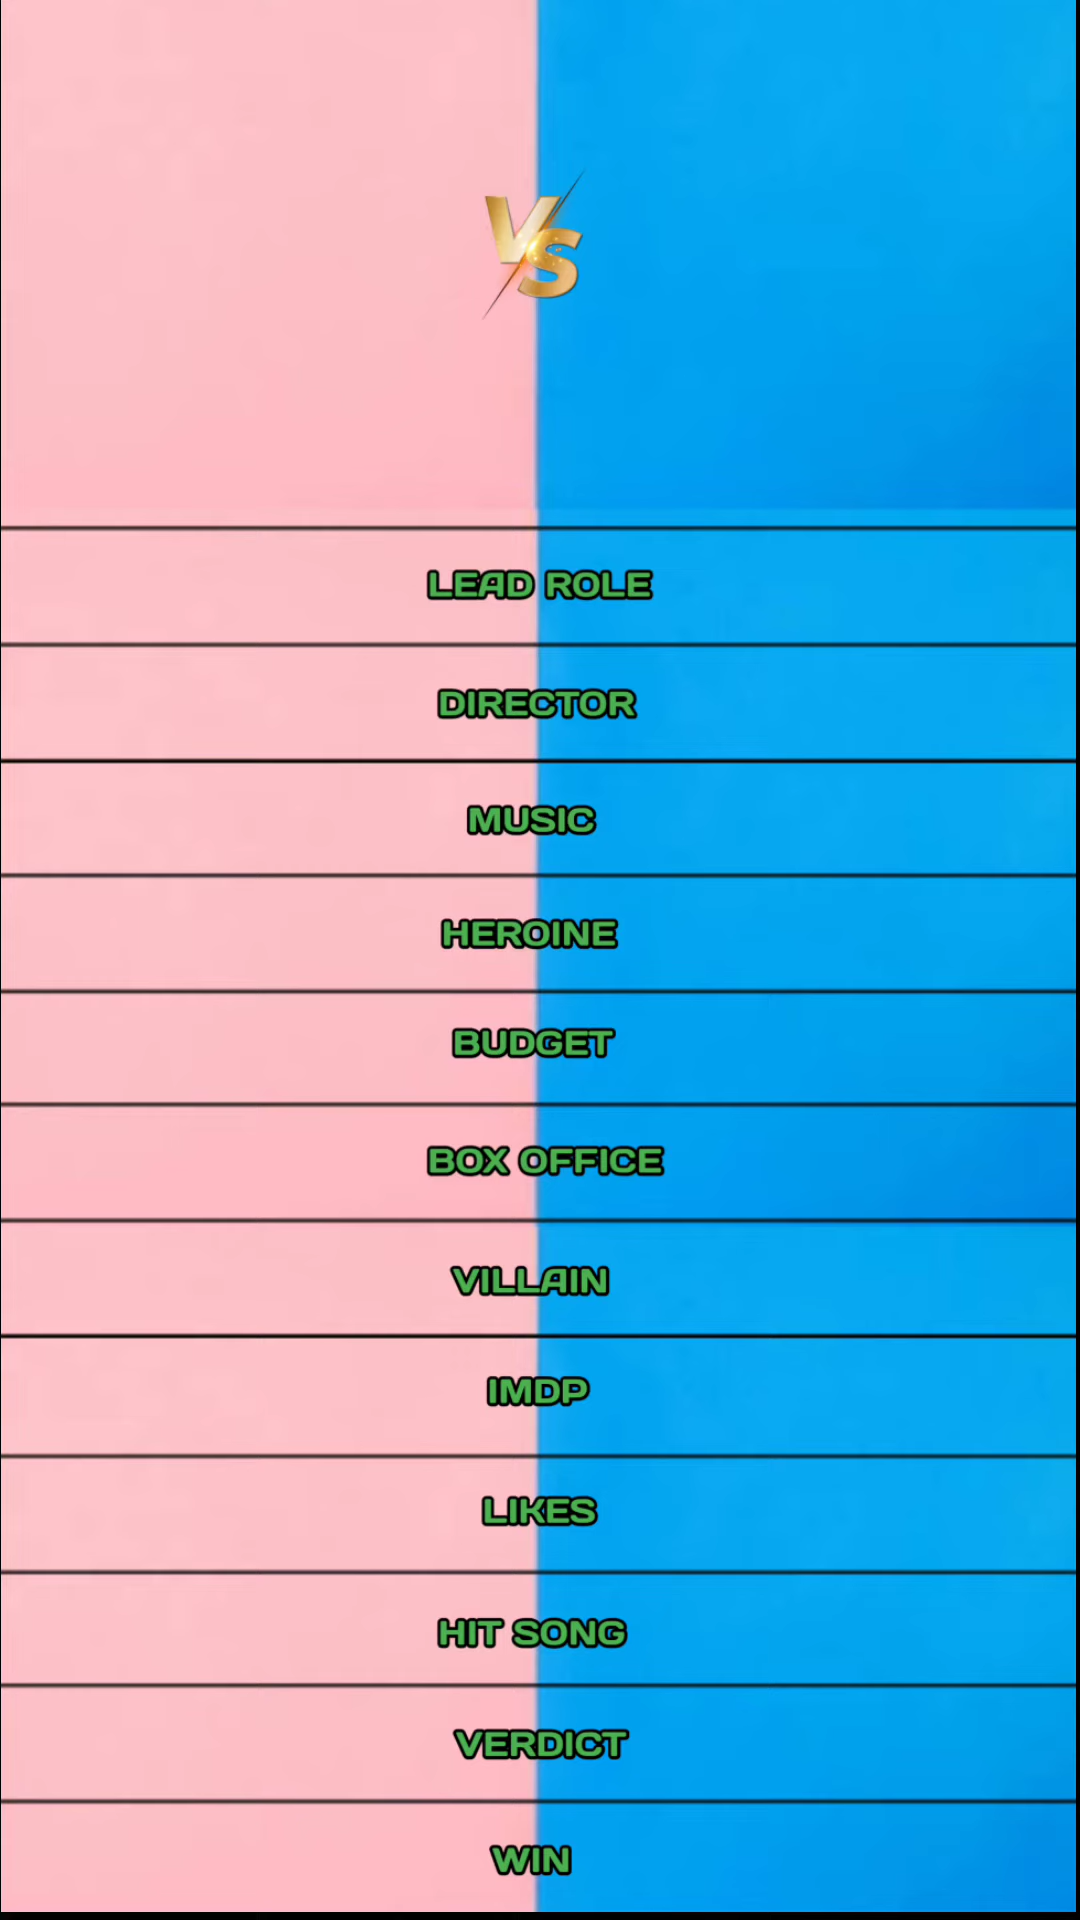 VS
LEAD ROLE
DIRECTOR
MUSIC
HEROINE
BUDGET
BOX OFFICE
VILLAIN
IMDP
LIKES
HIT SONG
VERDICT
WIN